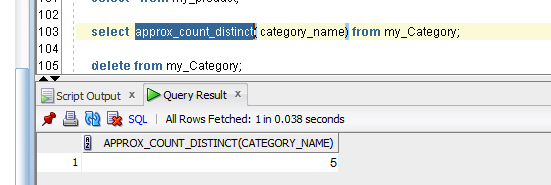 102 select * from my_product;
103 select approx_count_distinct( category_name) from my_Category;
104
105 delete from my_Category;
Script Output x Query Result x
SQL | All Rows Fetched: 1 in 0.038 seconds
APPROX_COUNT_DISTINCT(CATEGORY_NAME)
1 5